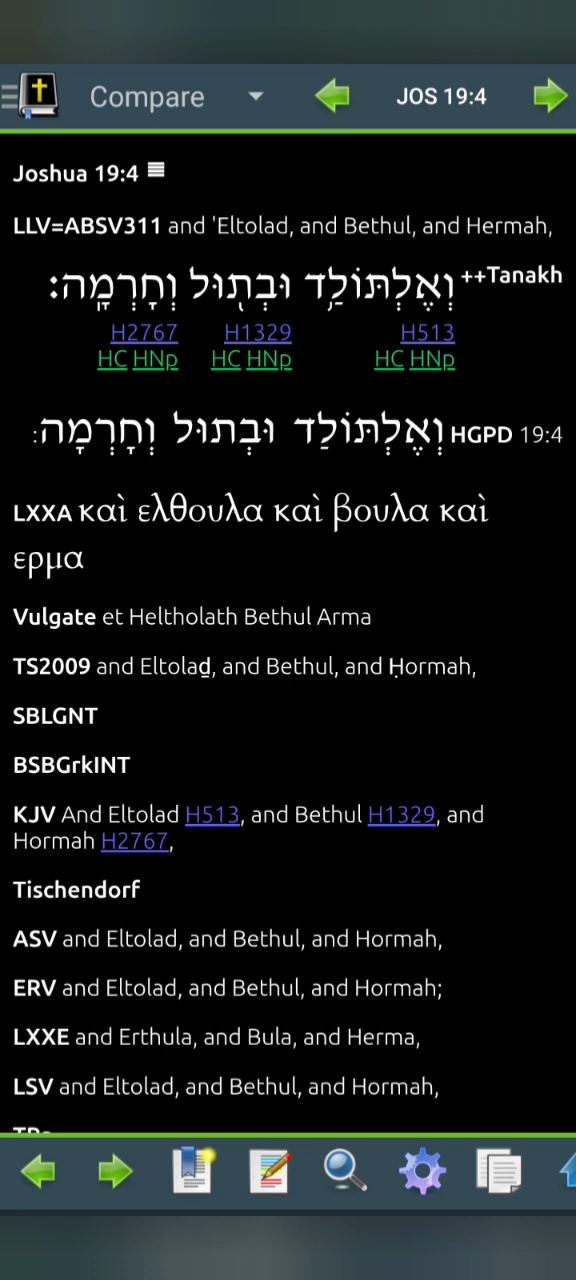 Compare
JOS 19:4
Joshua 19:4
LLV=ABSV311 and 'Eltolad, and Bethul, and Hermah,
++Tanakh וְאֶלְתּוֹלַ֥ד וּבְת֖וּל וְחָרְמָֽה׃
H2767 H1329 H513
HC HNp HC HNp HC HNp
HGPD 19:4 וְאֶלְתּוֹלַד וּבְתוּל וְחָרְמָה׃
LXXA καὶ ελθουλα καὶ βουλα καὶ
ερμα
Vulgate et Heltholath Bethul Arma
TS2009 and Eltolaḏ, and Bethul, and Ḥormah,
SBLGNT
BSBGrkINT
KJV And Eltolad H513, and Bethul H1329, and
Hormah H2767,
Tischendorf
ASV and Eltolad, and Bethul, and Hormah,
ERV and Eltolad, and Bethul, and Hormah;
LXXE and Erthula, and Bula, and Herma,
LSV and Eltolad, and Bethul, and Hormah,